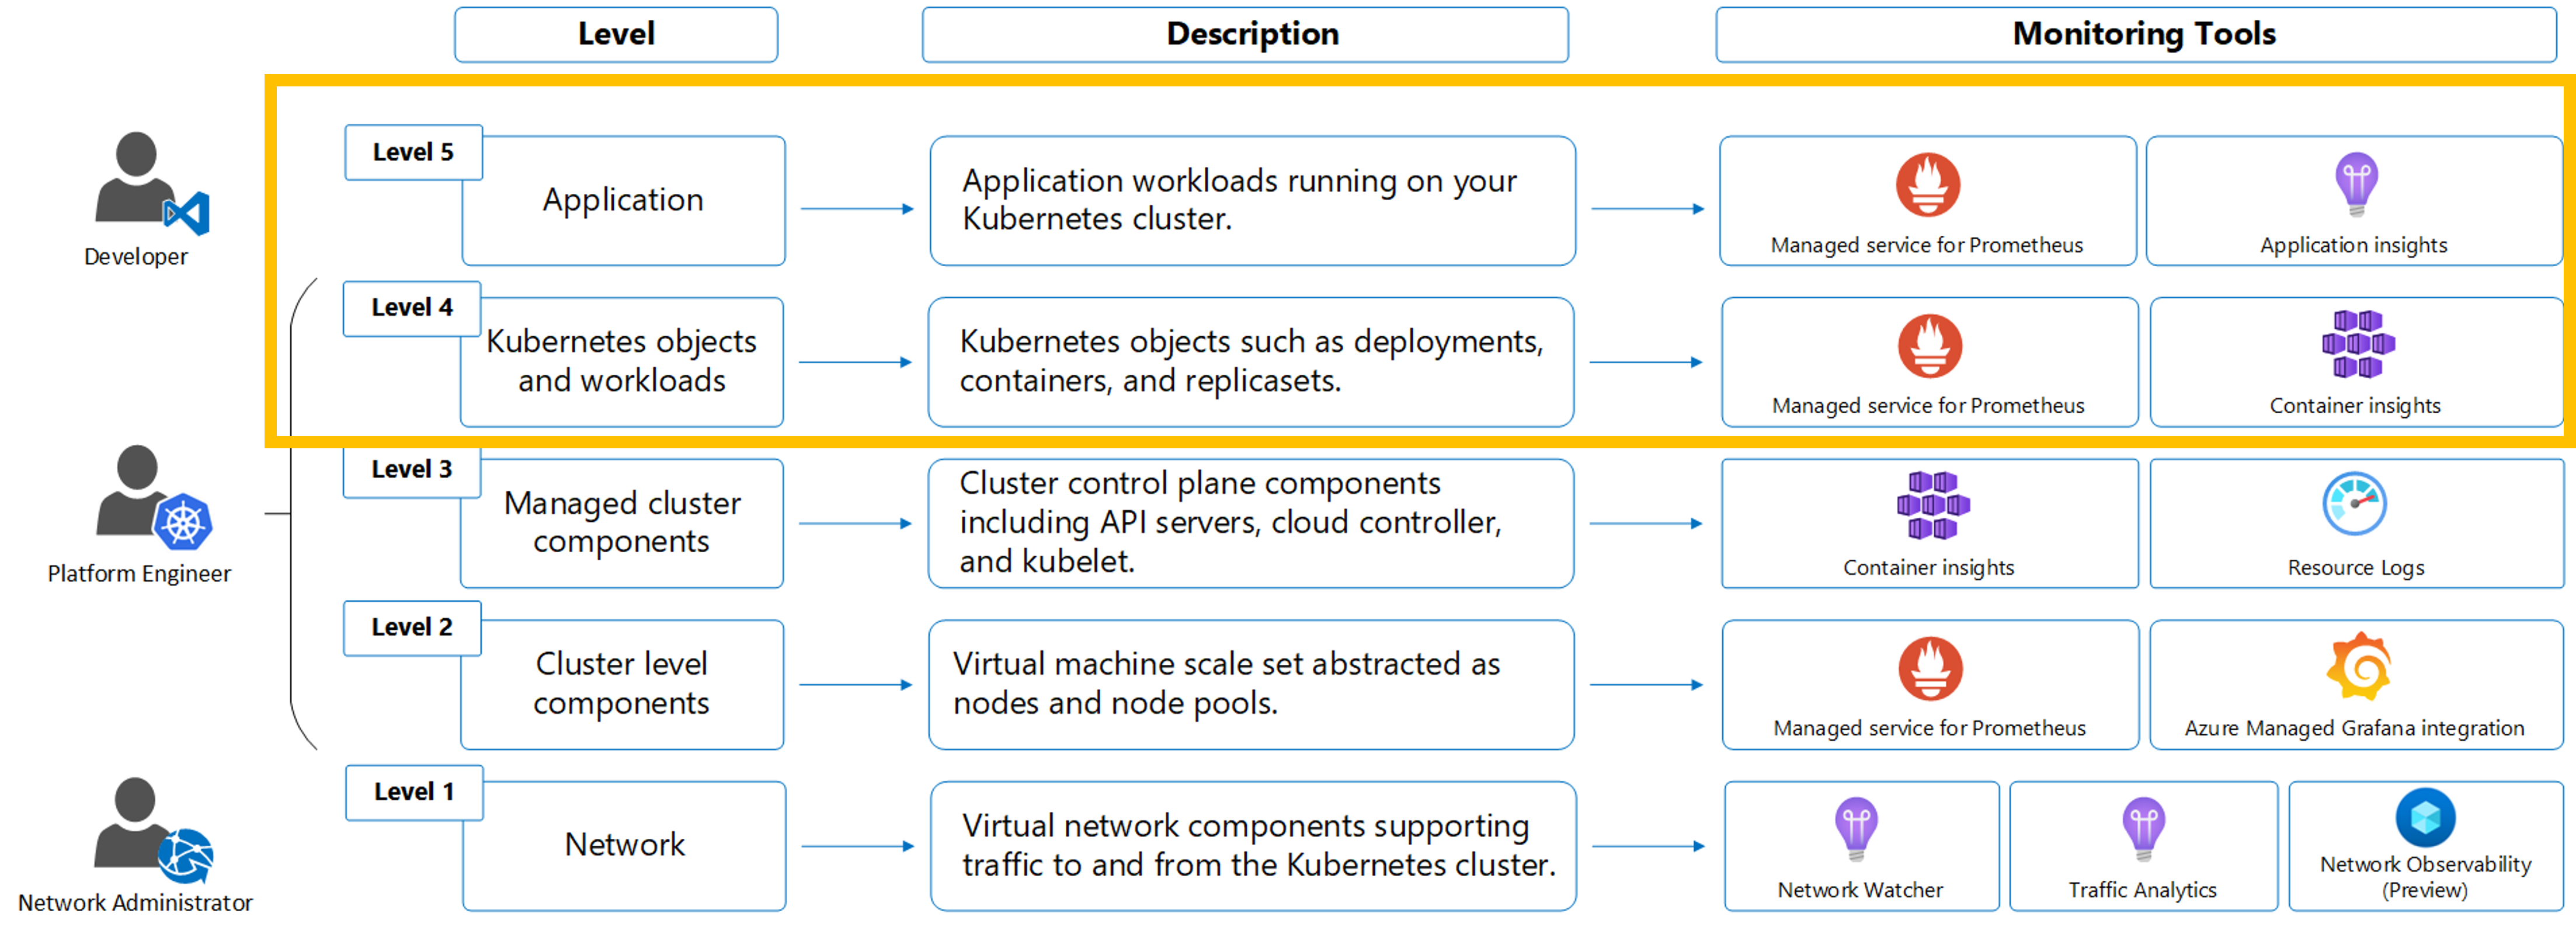 Level
Description
Monitoring Tools
Developer
Level 5
Application
Application workloads running on your
Kubernetes cluster.
Managed service for Prometheus
Application insights
Level 4
Kubernetes objects
and workloads
Kubernetes objects such as deployments,
containers, and replicasets.
Managed service for Prometheus
Container insights
Platform Engineer
Level 3
Managed cluster
components
Cluster control plane components
including API servers, cloud controller,
and kubelet.
Container insights
Resource Logs
Level 2
Cluster level
components
Virtual machine scale set abstracted as
nodes and node pools.
Managed service for Prometheus
Azure Managed Grafana integration
Network Administrator
Level 1
Network
Virtual network components supporting
traffic to and from the Kubernetes cluster.
Network Watcher
Traffic Analytics
Network Observability
(Preview)